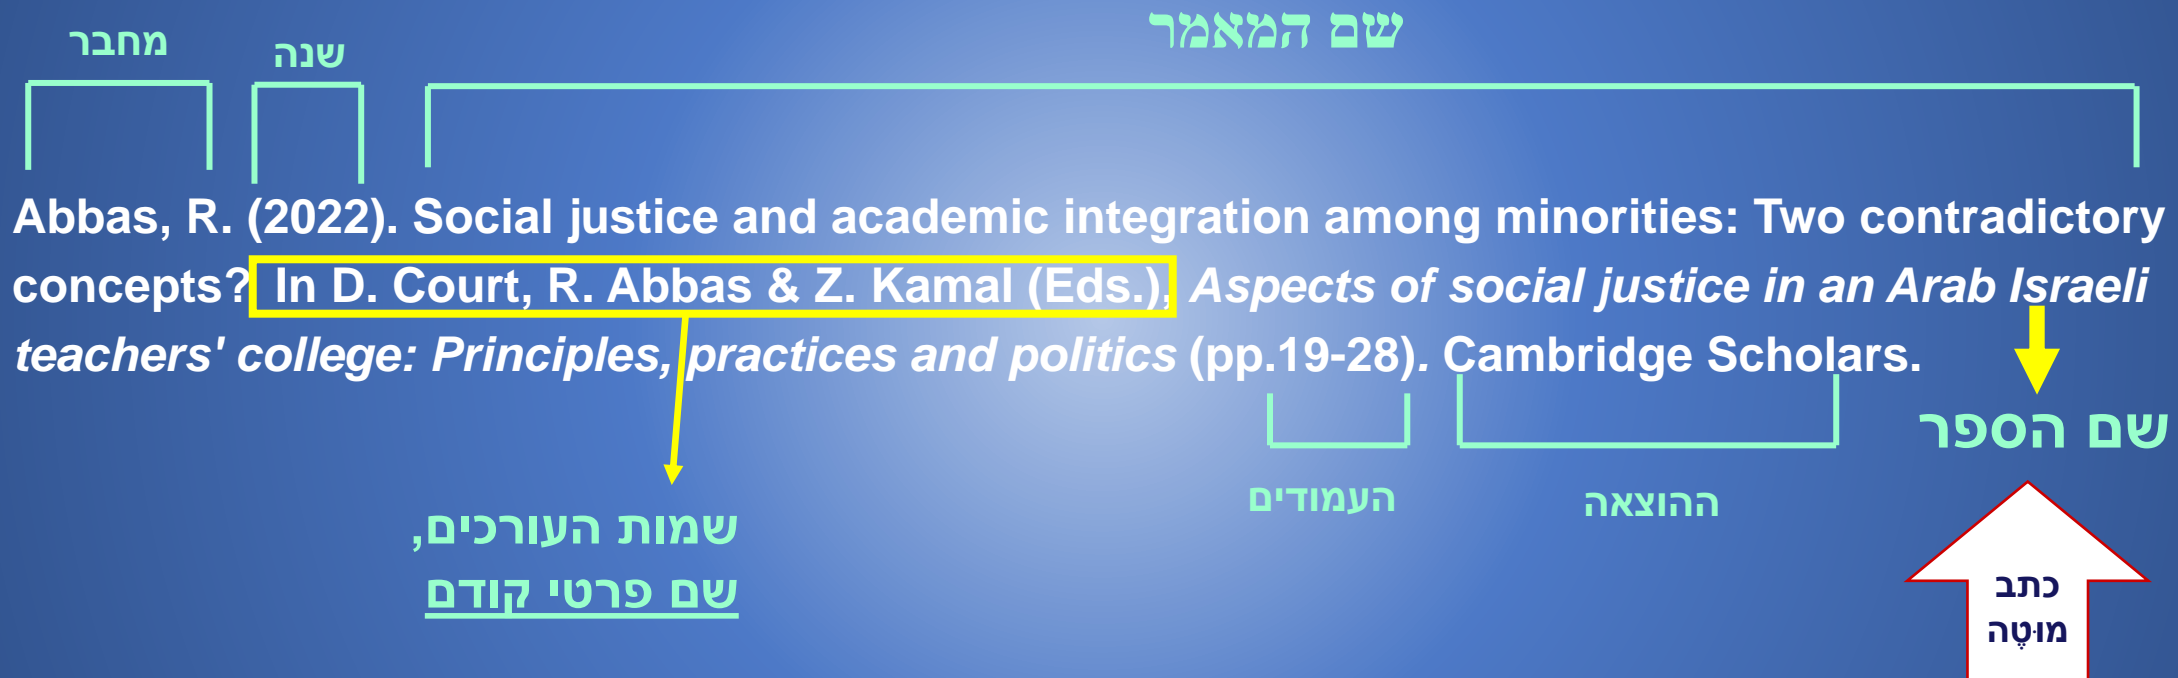 שם המאמר
מחבר
שנה
Abbas, R. (2022). Social justice and academic integration among minorities: Two contradictory
concepts? In D. Court, R. Abbas & Z. Kamal (Eds.), Aspects of social justice in an Arab Israeli
teachers' college: Principles, practices and politics (pp.19-28). Cambridge Scholars.
שם הספר
העמודים
ההוצאה
שמות העורכים,
שם פרטי קודם
כתב
מוּטֶה